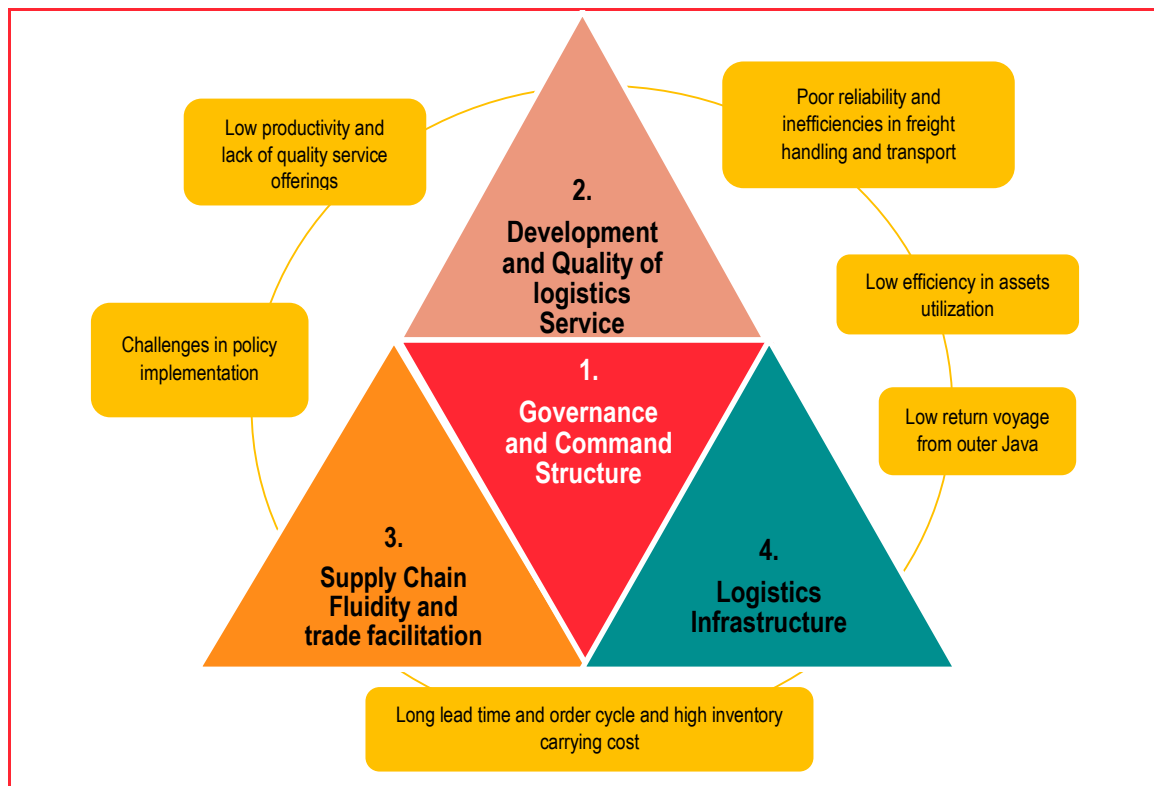 Low productivity and
lack of quality service
offerings
Poor reliability and
inefficiencies in freight
handling and transport
2.
Development
and Quality of
logistics
Service
Low efficiency in assets
utilization
Challenges in policy
implementation
1.
Governance
and Command
Structure
Low return voyage
from outer Java
3.
Supply Chain
Fluidity and
trade facilitation
4.
Logistics
Infrastructure
Long lead time and order cycle and high inventory
carrying cost